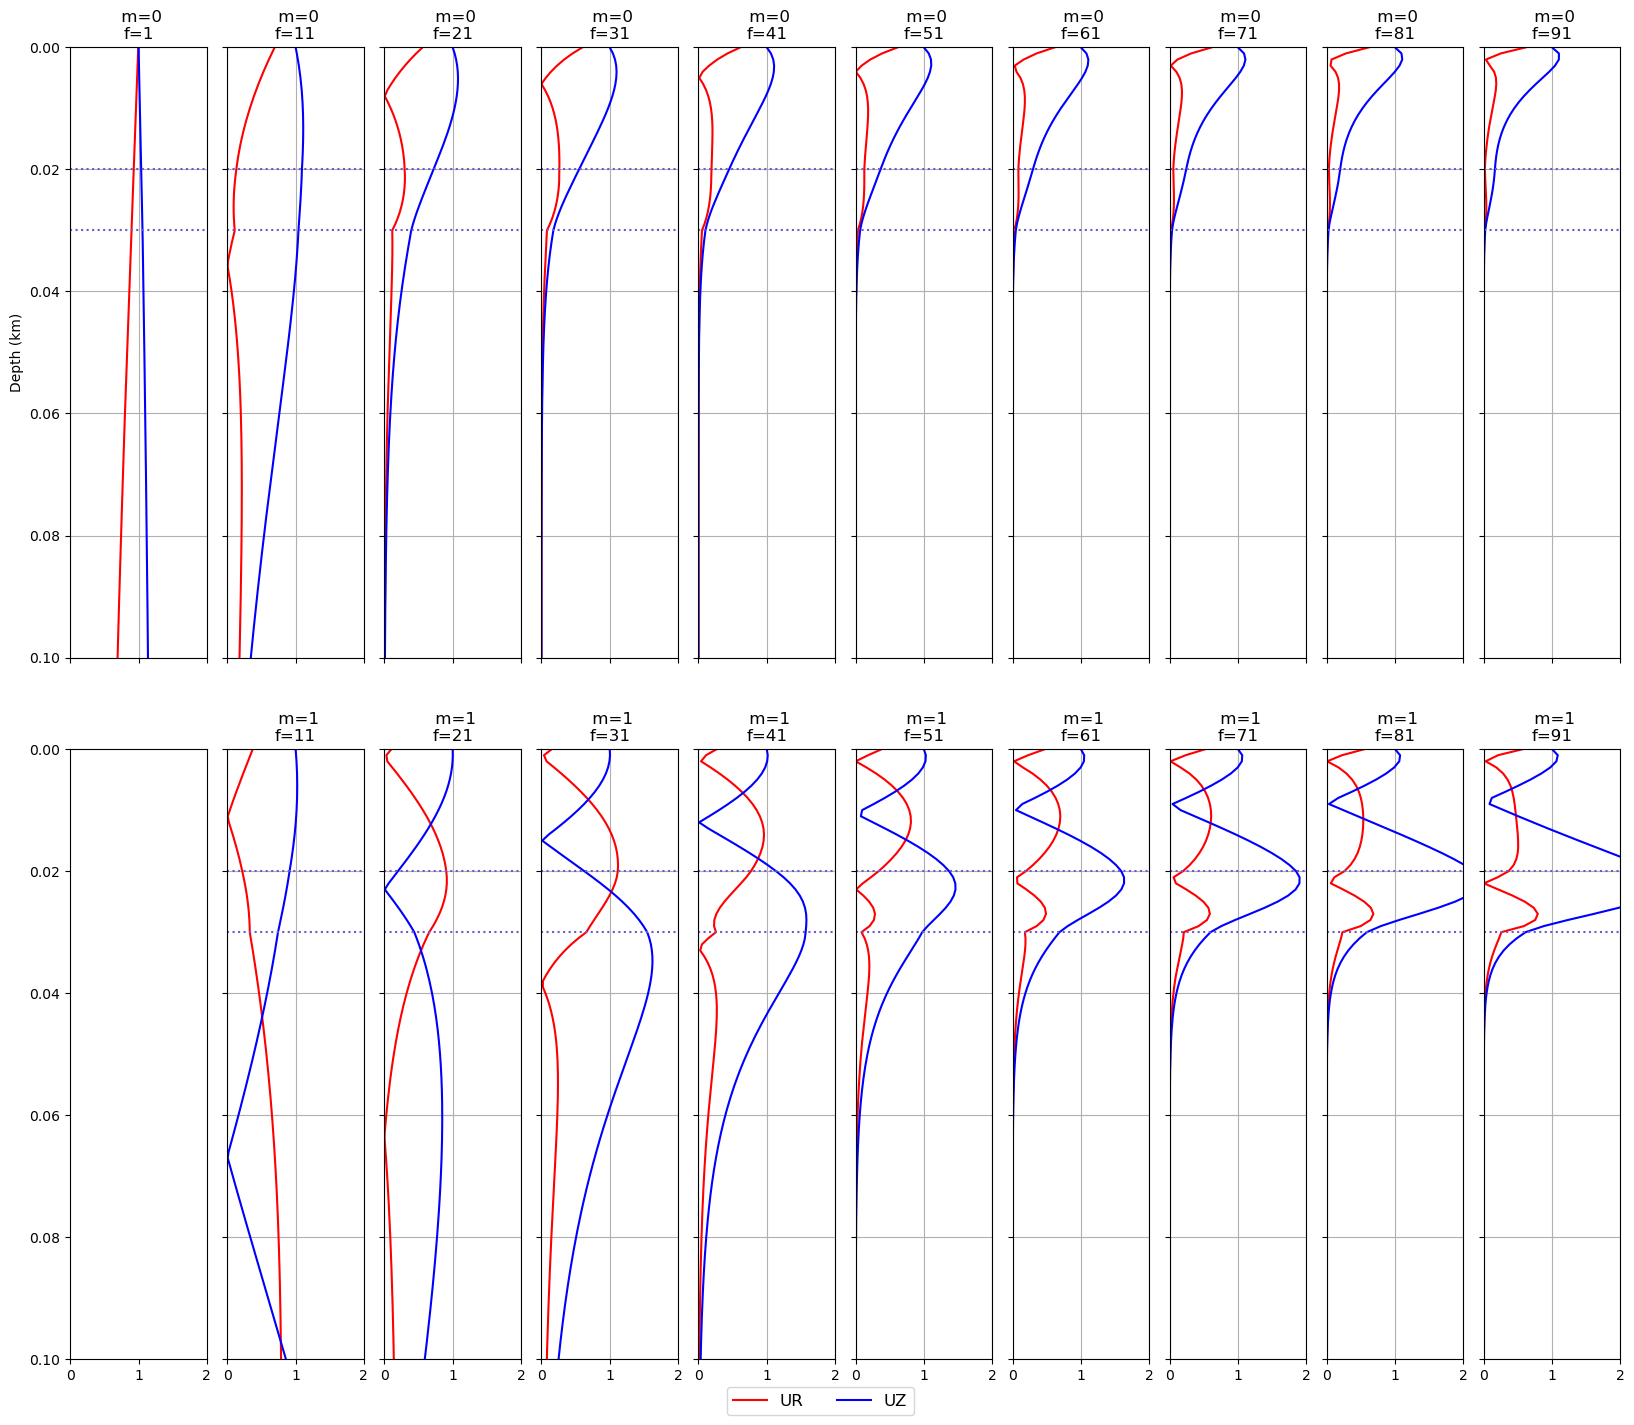 m=0 m=0 m=0 m=0 m=0 m=0 m=0 m=0 m=0 m=0
f=1 f=11 f=21 f=31 f=41 f=51 f=61 f=71 f=81 f=91
0.00
0.02
0.04
Depth (km)
0.06
0.08
0.10
m=1 m=1 m=1 m=1 m=1 m=1 m=1 m=1 m=1
f=11 f=21 f=31 f=41 f=51 f=61 f=71 f=81 f=91
0.00
0.02
0.04
0.06
0.08
0.10
0 1 2 0 1 2 0 1 2 0 1 2 0 1 2 0 1 2 0 1 2 0 1 2 0 1 2 0 1 2
UR UZ